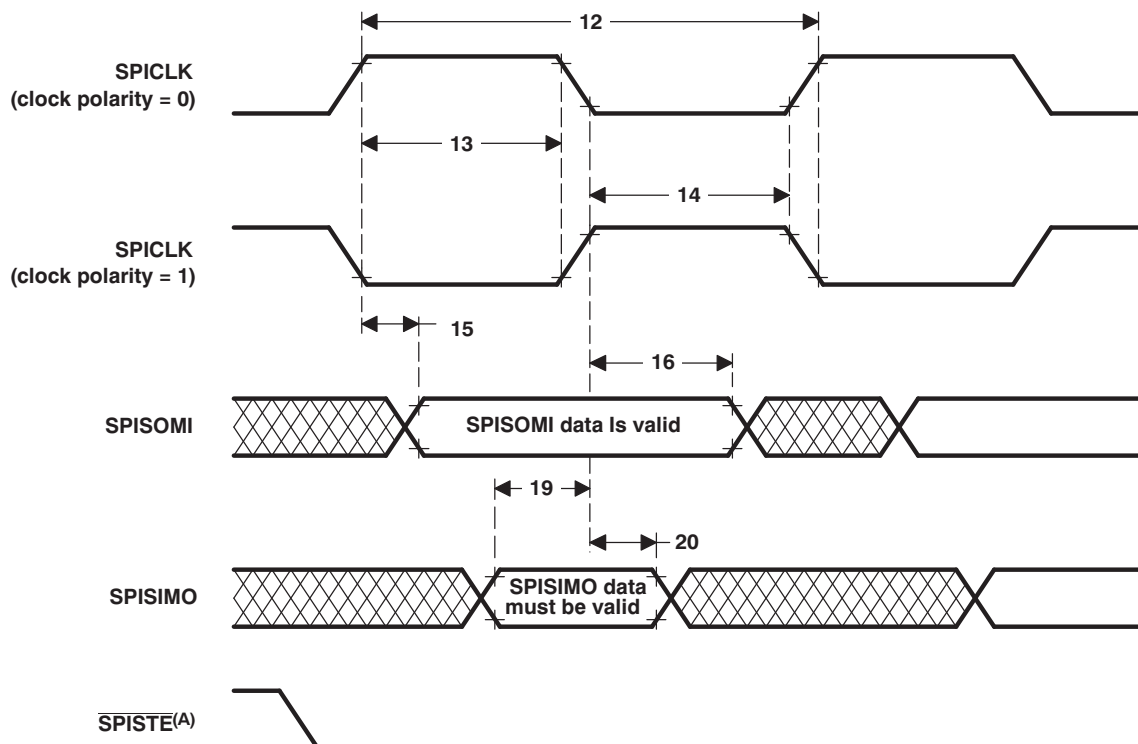 12
SPICLK
(clock polarity = 0)
13
14
SPICLK
(clock polarity = 1)
15
16
SPISOMI
SPISOMI data Is valid
19
20
SPISIMO
SPISIMO data
must be valid
SPISTE(A)